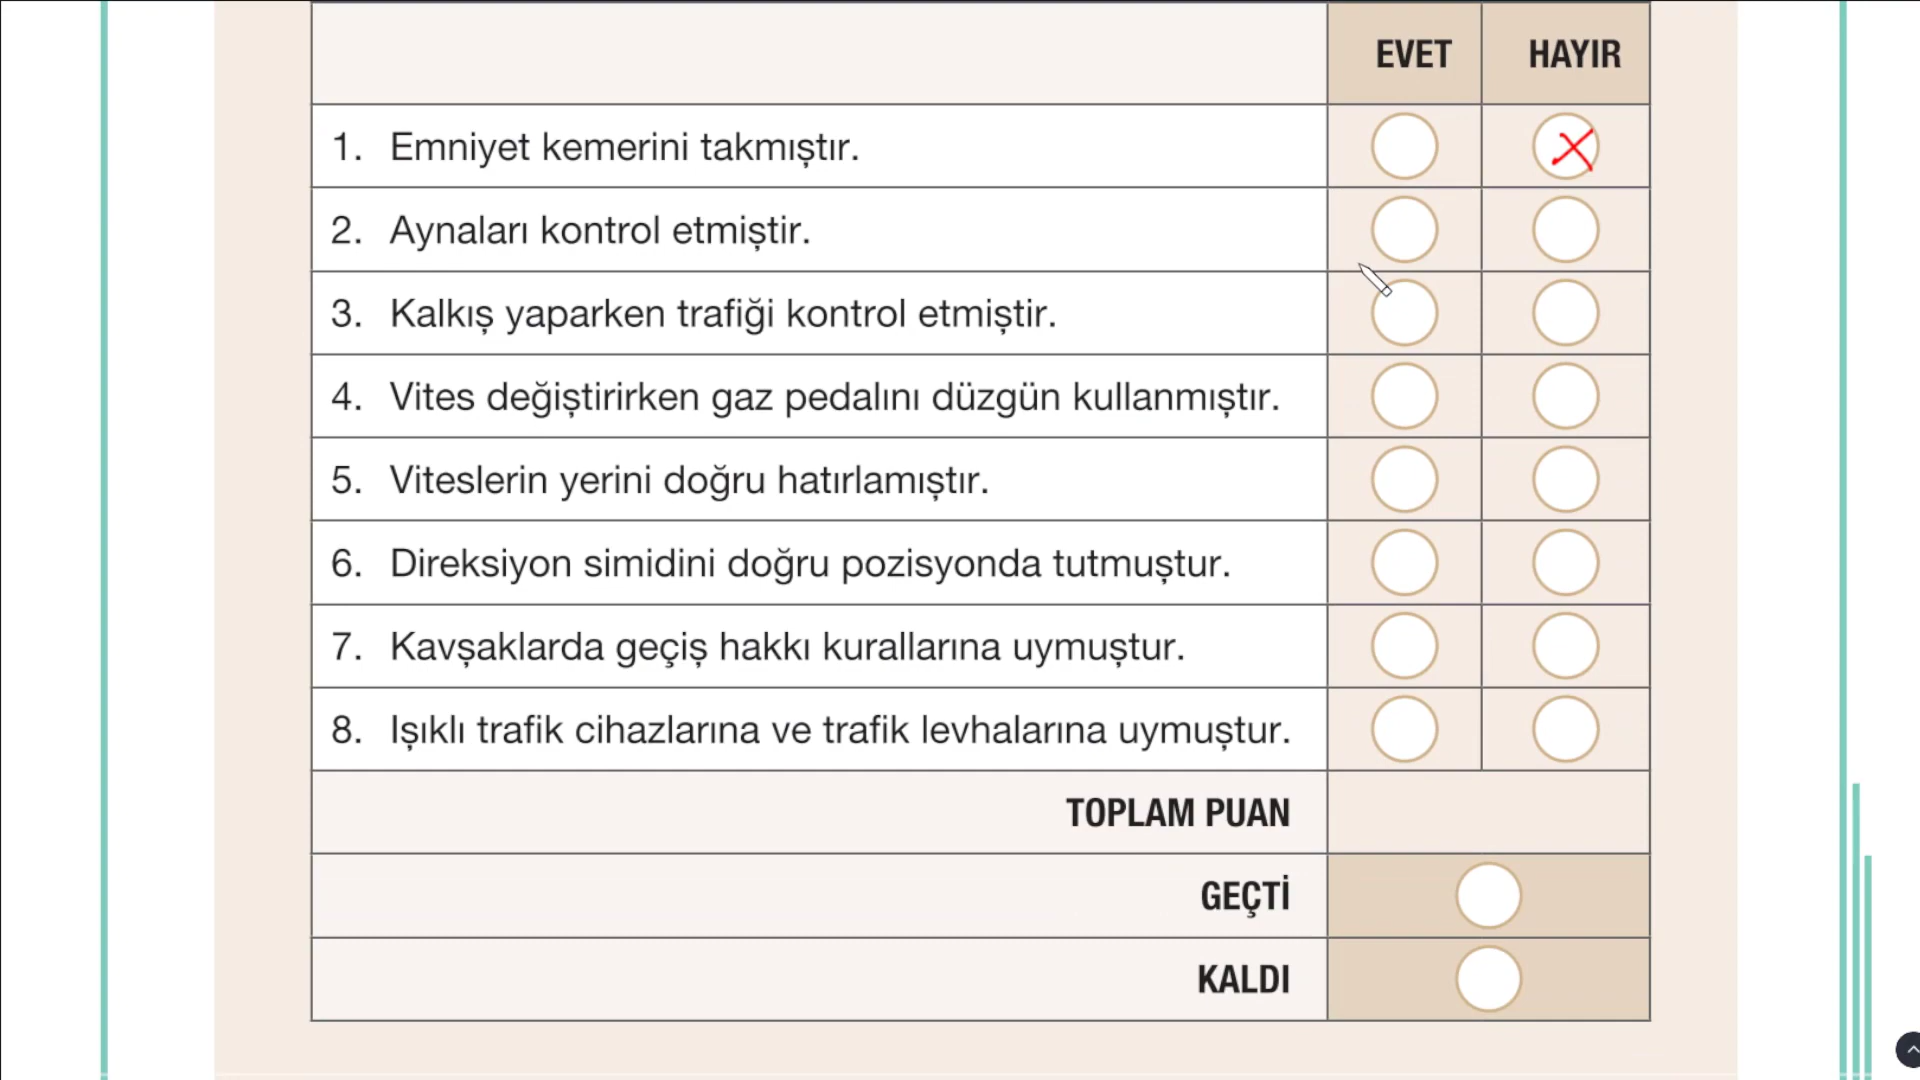 EVET HAYIR
1. Emniyet kemerini takmıştır.
2. Aynaları kontrol etmiştir.
3. Kalkış yaparken trafiği kontrol etmiştir.
4. Vites değiştirirken gaz pedalını düzgün kullanmıştır.
5. Viteslerin yerini doğru hatırlamıştır.
6. Direksiyon simidini doğru pozisyonda tutmuştur.
7. Kavşaklarda geçiş hakkı kurallarına uymuştur.
8. Işıklı trafik cihazlarına ve trafik levhalarına uymuştur.
TOPLAM PUAN
GEÇTİ
KALDI